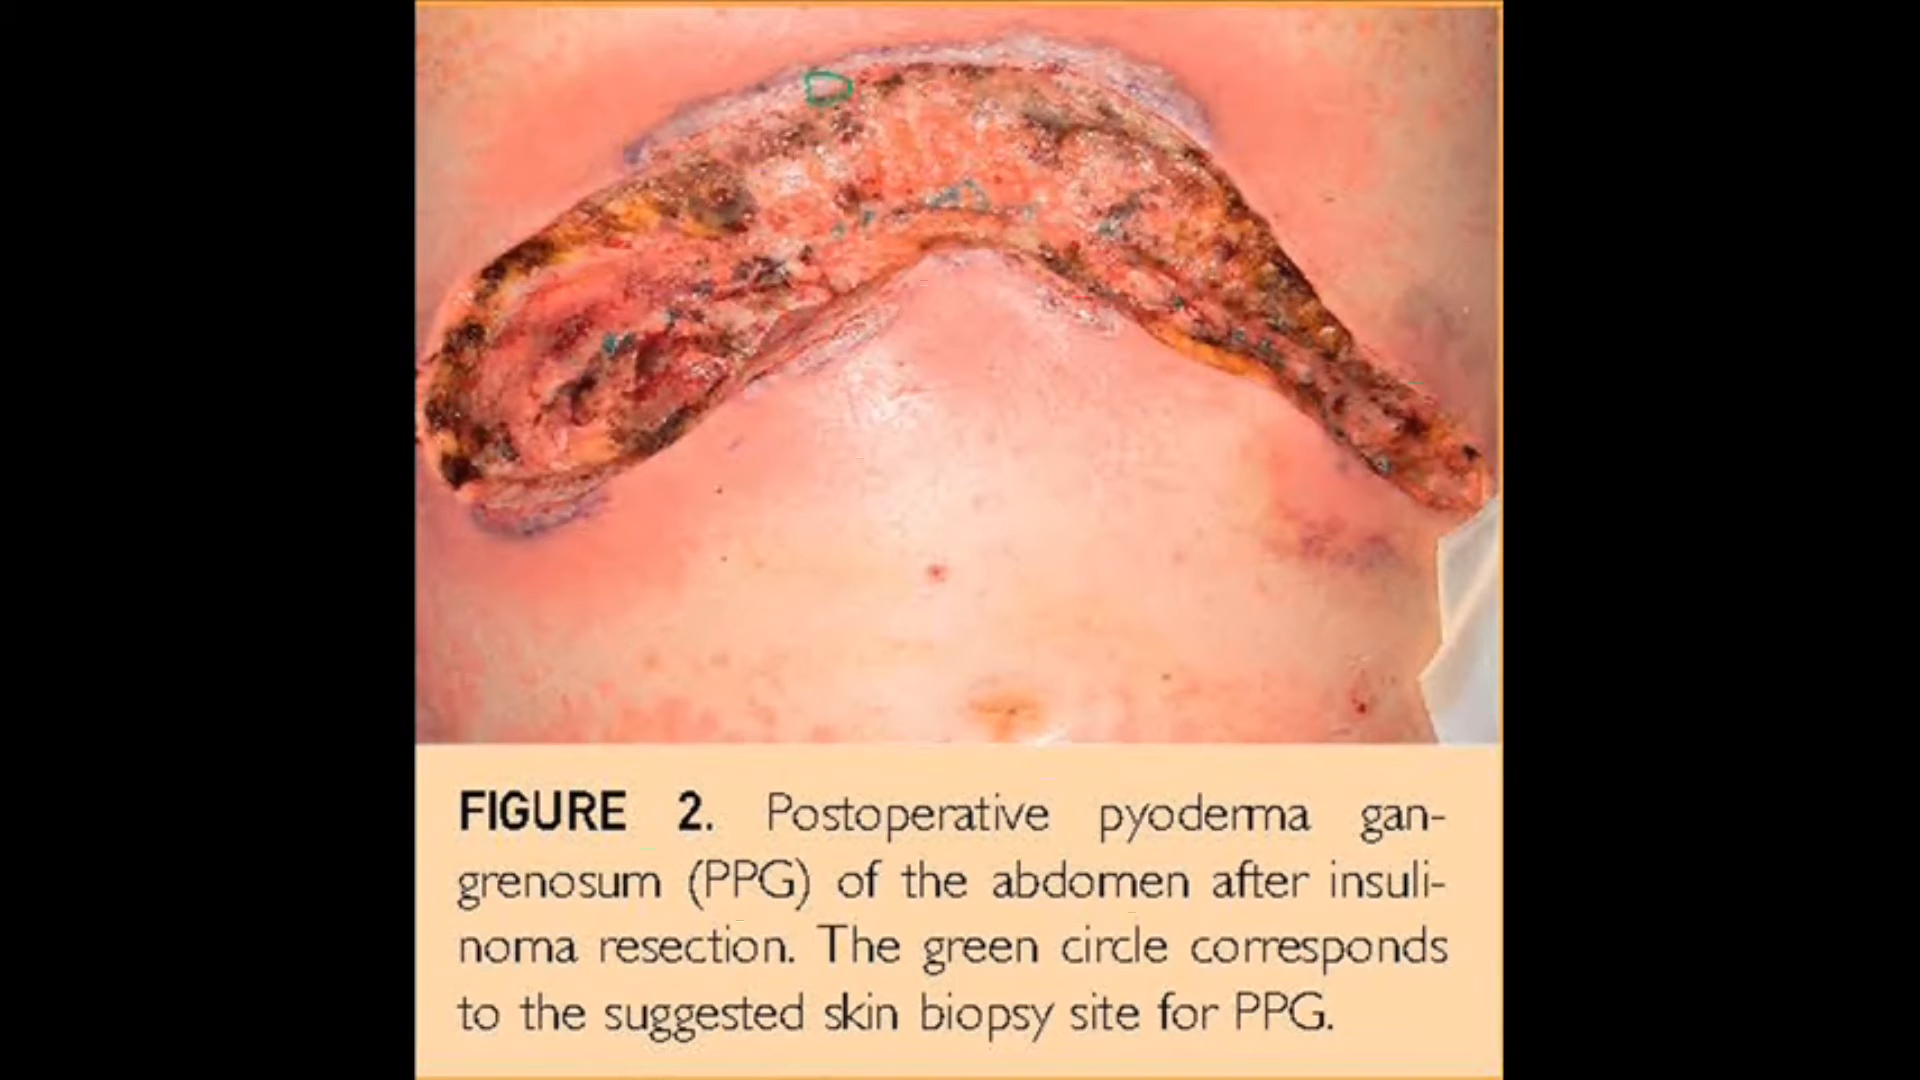 FIGURE 2. Postoperative pyoderma gan-
grenosum (PPG) of the abdomen after insuli-
noma resection. The green circle corresponds
to the suggested skin biopsy site for PPG.